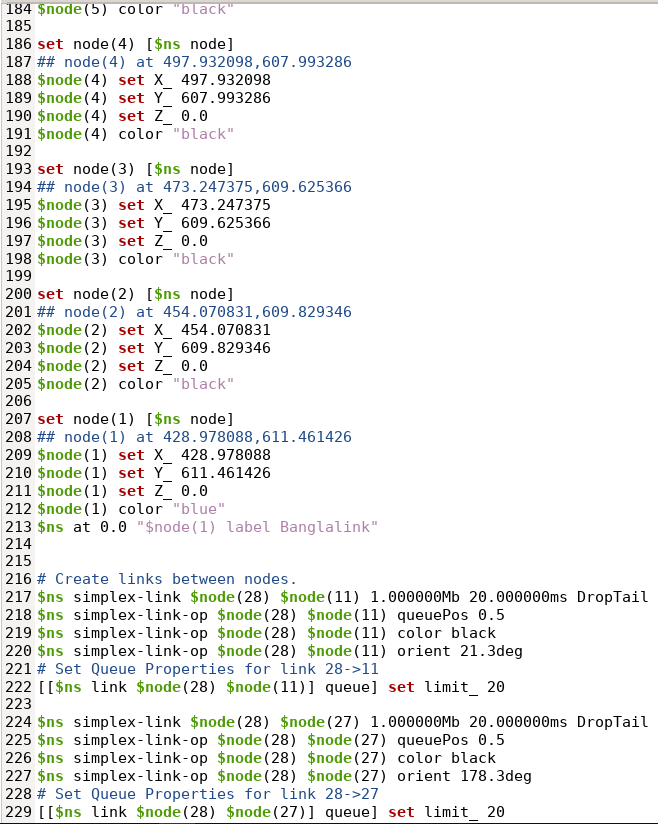 184 $node(5) color "black"
185
186 set node(4) [$ns node]
187 ## node(4) at 497.932098,607.993286
188 $node(4) set X_ 497.932098
189 $node(4) set Y_ 607.993286
190 $node(4) set Z_ 0.0
191 $node(4) color "black"
192
193 set node(3) [$ns node]
194 ## node(3) at 473.247375,609.625366
195 $node(3) set X_ 473.247375
196 $node(3) set Y_ 609.625366
197 $node(3) set Z_ 0.0
198 $node(3) color "black"
199
200 set node(2) [$ns node]
201 ## node(2) at 454.070831,609.829346
202 $node(2) set X_ 454.070831
203 $node(2) set Y_ 609.829346
204 $node(2) set Z_ 0.0
205 $node(2) color "black"
206
207 set node(1) [$ns node]
208 ## node(1) at 428.978088,611.461426
209 $node(1) set X_ 428.978088
210 $node(1) set Y_ 611.461426
211 $node(1) set Z_ 0.0
212 $node(1) color "blue"
213 $ns at 0.0 "$node(1) label Banglalink"
214
215
216 # Create links between nodes.
217 $ns simplex-link $node(28) $node(11) 1.000000Mb 20.000000ms DropTail
218 $ns simplex-link-op $node(28) $node(11) queuePos 0.5
219 $ns simplex-link-op $node(28) $node(11) color black
220 $ns simplex-link-op $node(28) $node(11) orient 21.3deg
221 # Set Queue Properties for link 28->11
222 [[$ns link $node(28) $node(11)] queue] set limit_ 20
223
224 $ns simplex-link $node(28) $node(27) 1.000000Mb 20.000000ms DropTail
225 $ns simplex-link-op $node(28) $node(27) queuePos 0.5
226 $ns simplex-link-op $node(28) $node(27) color black
227 $ns simplex-link-op $node(28) $node(27) orient 178.3deg
228 # Set Queue Properties for link 28->27
229 [[$ns link $node(28) $node(27)] queue] set limit_ 20